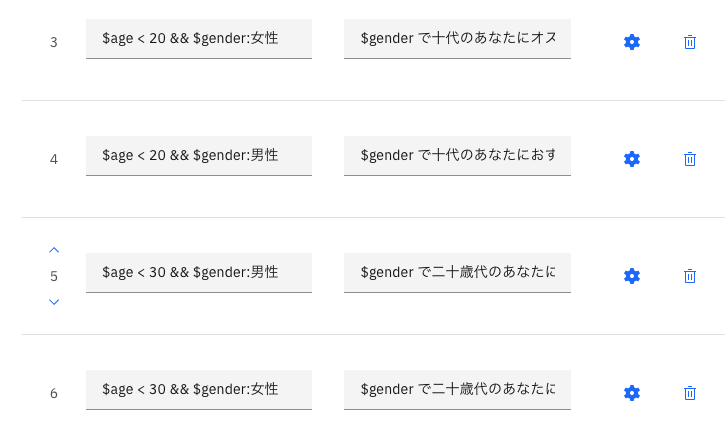 3 $age < 20 && $gender:女性 $gender で十代のあなたにオス
4 $age < 20 && $gender:男性 $gender で十代のあなたにおす
5 $age < 30 && $gender:男性 $gender で二十歳代のあなたに
6 $age < 30 && $gender:女性 $gender で二十歳代のあなたに